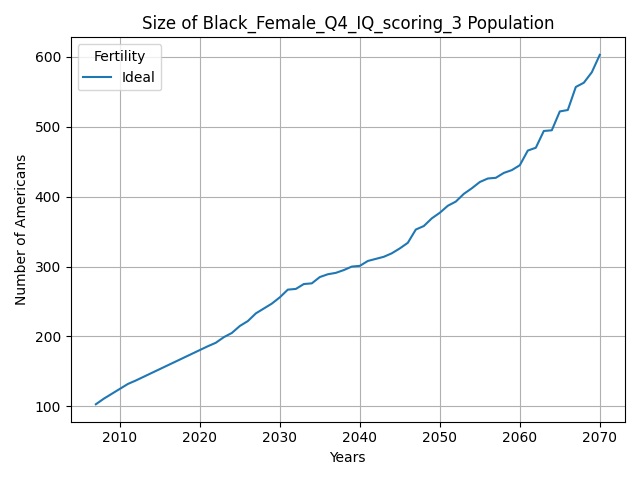 Size of Black_Female_Q4_IQ_scoring_3 Population
Fertility
Ideal
Number of Americans
600
500
400
300
200
100
2010 2020 2030 2040 2050 2060 2070
Years